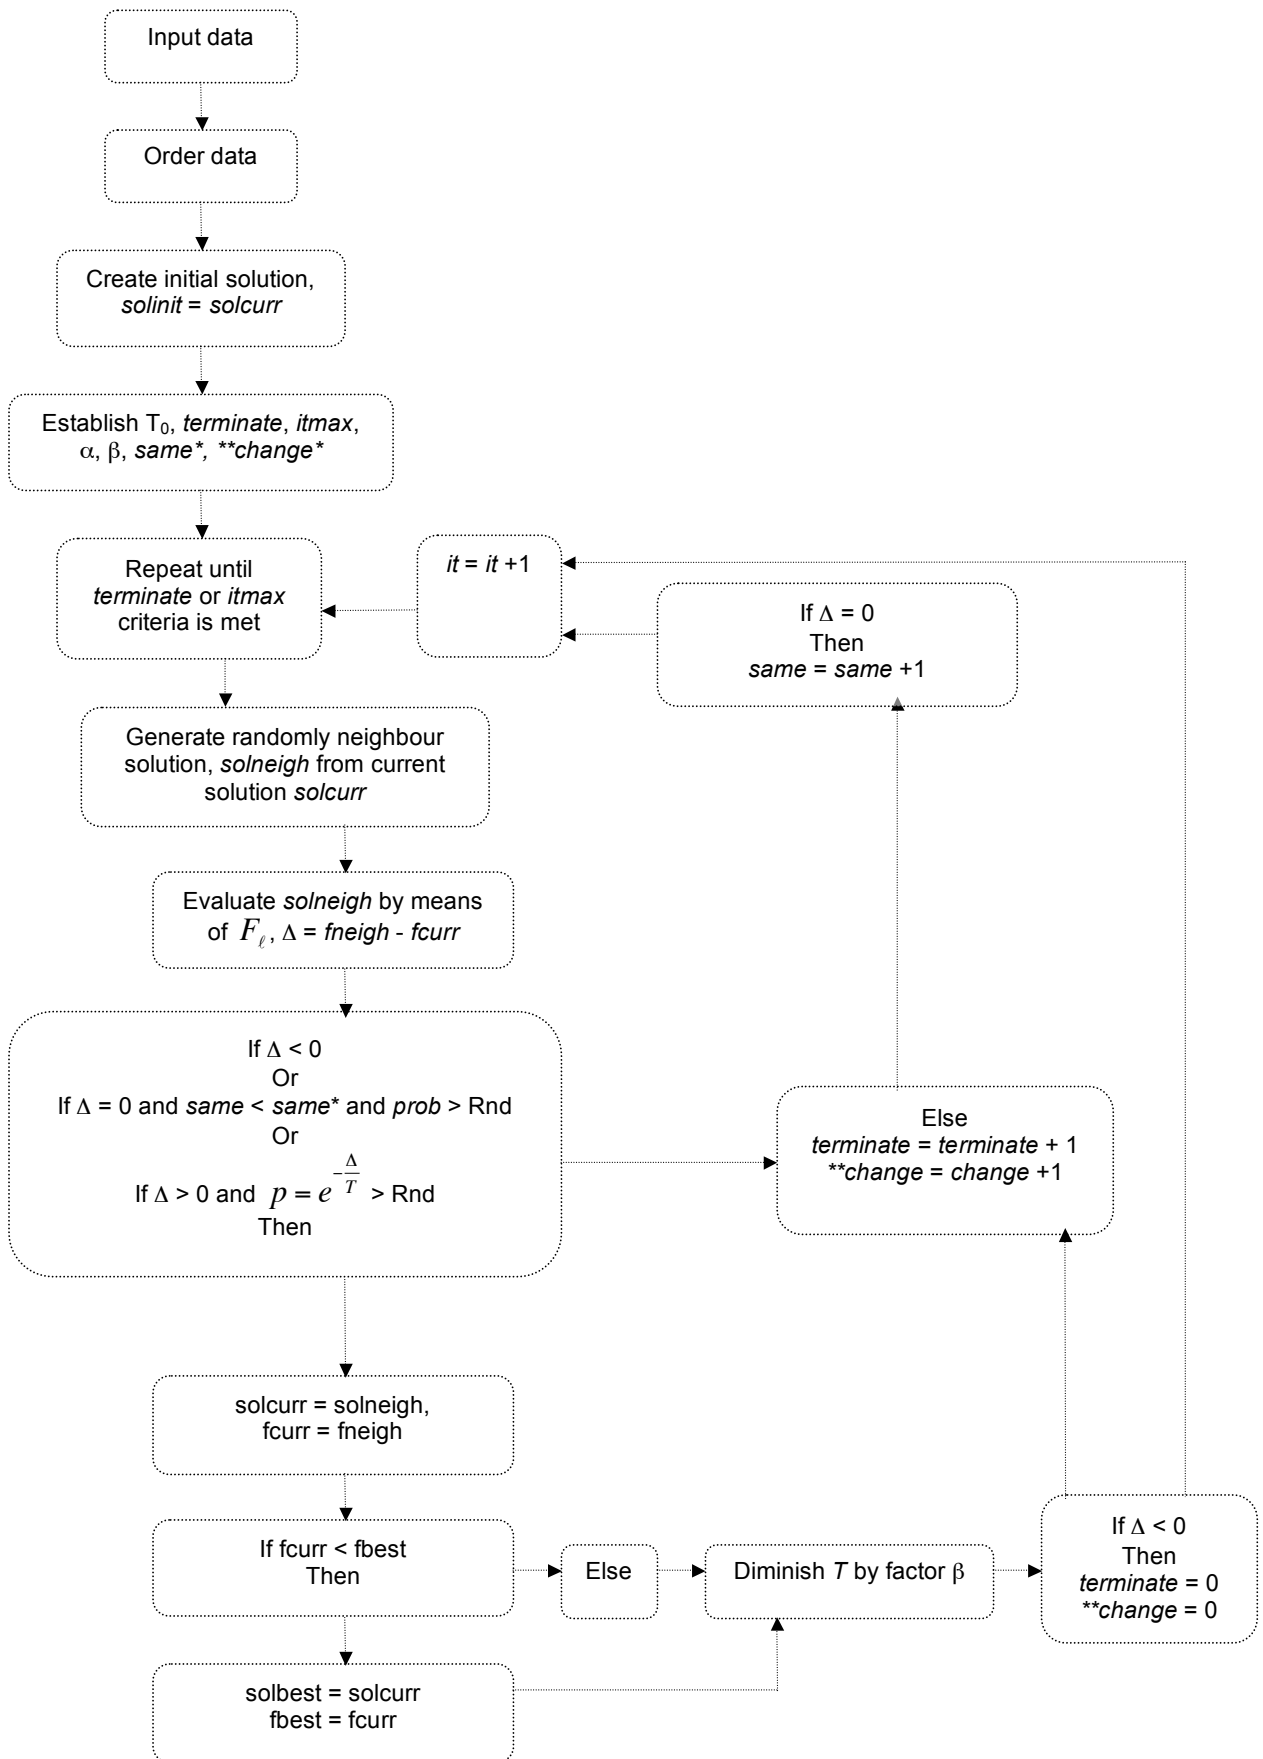 Input data
Order data
Create initial solution,
solinit = solcurr
Establish T₀, terminate, itmax,
α, β, same*, **change*
Repeat until
terminate or itmax
criteria is met
it = it +1
If Δ = 0
Then
same = same +1
Generate randomly neighbour
solution, solneigh from current
solution solcurr
Evaluate solneigh by means
of F_ℓ, Δ = fneigh - fcurr
If Δ < 0
Or
If Δ = 0 and same < same* and prob > Rnd
Or
If Δ > 0 and p = e^{-Δ/T} > Rnd
Then
Else
terminate = terminate + 1
**change = change +1
solcurr = solneigh,
fcurr = fneigh
If fcurr < fbest
Then
Else
Diminish T by factor β
If Δ < 0
Then
terminate = 0
**change = 0
solbest = solcurr
fbest = fcurr